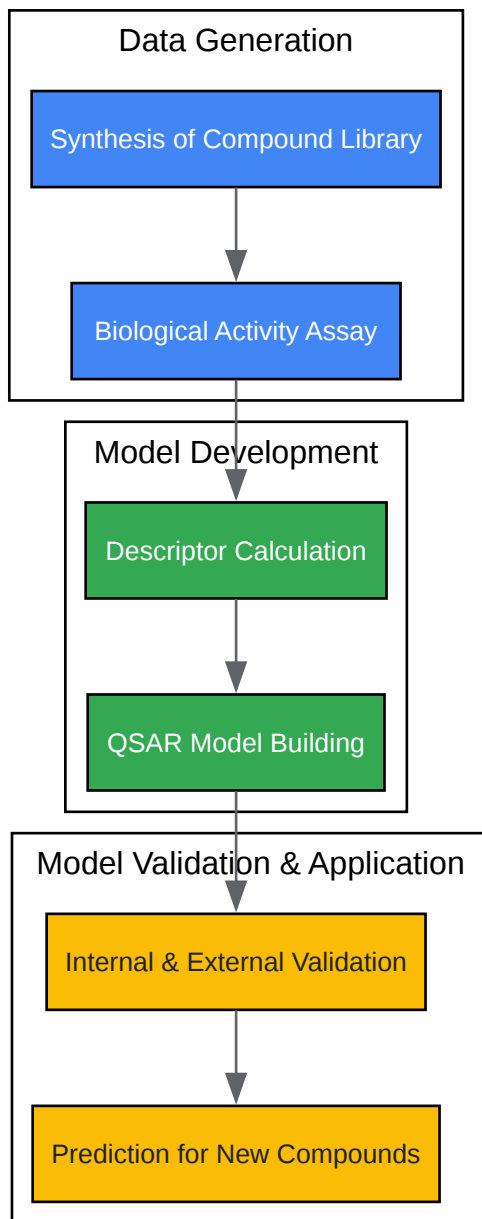 Data Generation
Synthesis of Compound Library
Biological Activity Assay
Model Development
Descriptor Calculation
QSAR Model Building
Model Validation & Application
Internal & External Validation
Prediction for New Compounds